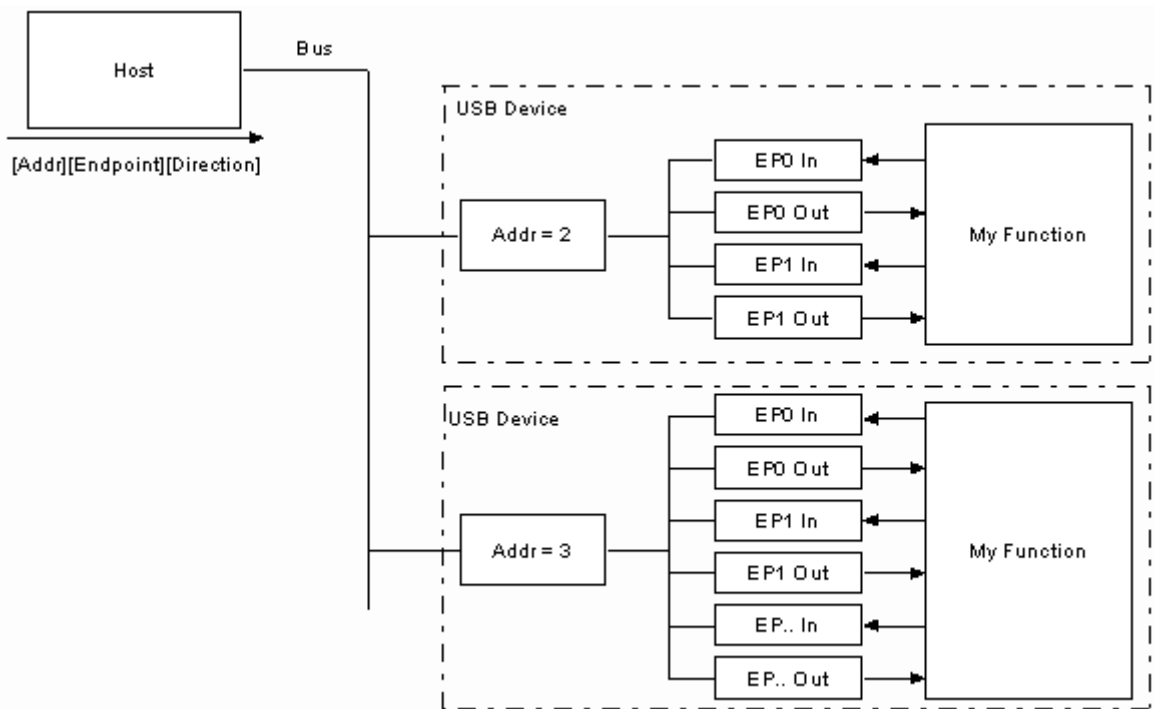 Host
Bus
[Addr][Endpoint][Direction]
USB Device
Addr = 2
EP0 In
EP0 Out
EP1 In
EP1 Out
My Function
USB Device
Addr = 3
EP0 In
EP0 Out
EP1 In
EP1 Out
EP.. In
EP.. Out
My Function